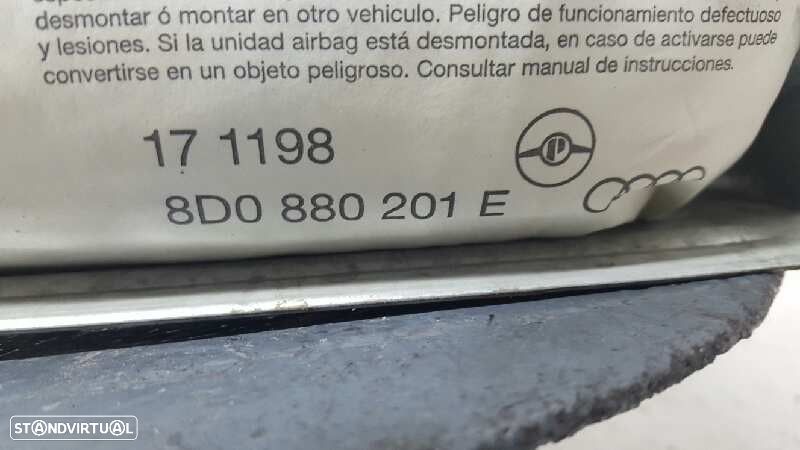 desmontar ó montar en otro vehiculo. Peligro de funcionamiento defectuoso
y lesiones. Si la unidad airbag está desmontada, en caso de activarse puede
convertirse en un objeto peligroso. Consultar manual de instrucciones.
17 1198
P
8D0 880 201 E
STANDVIRTUAL